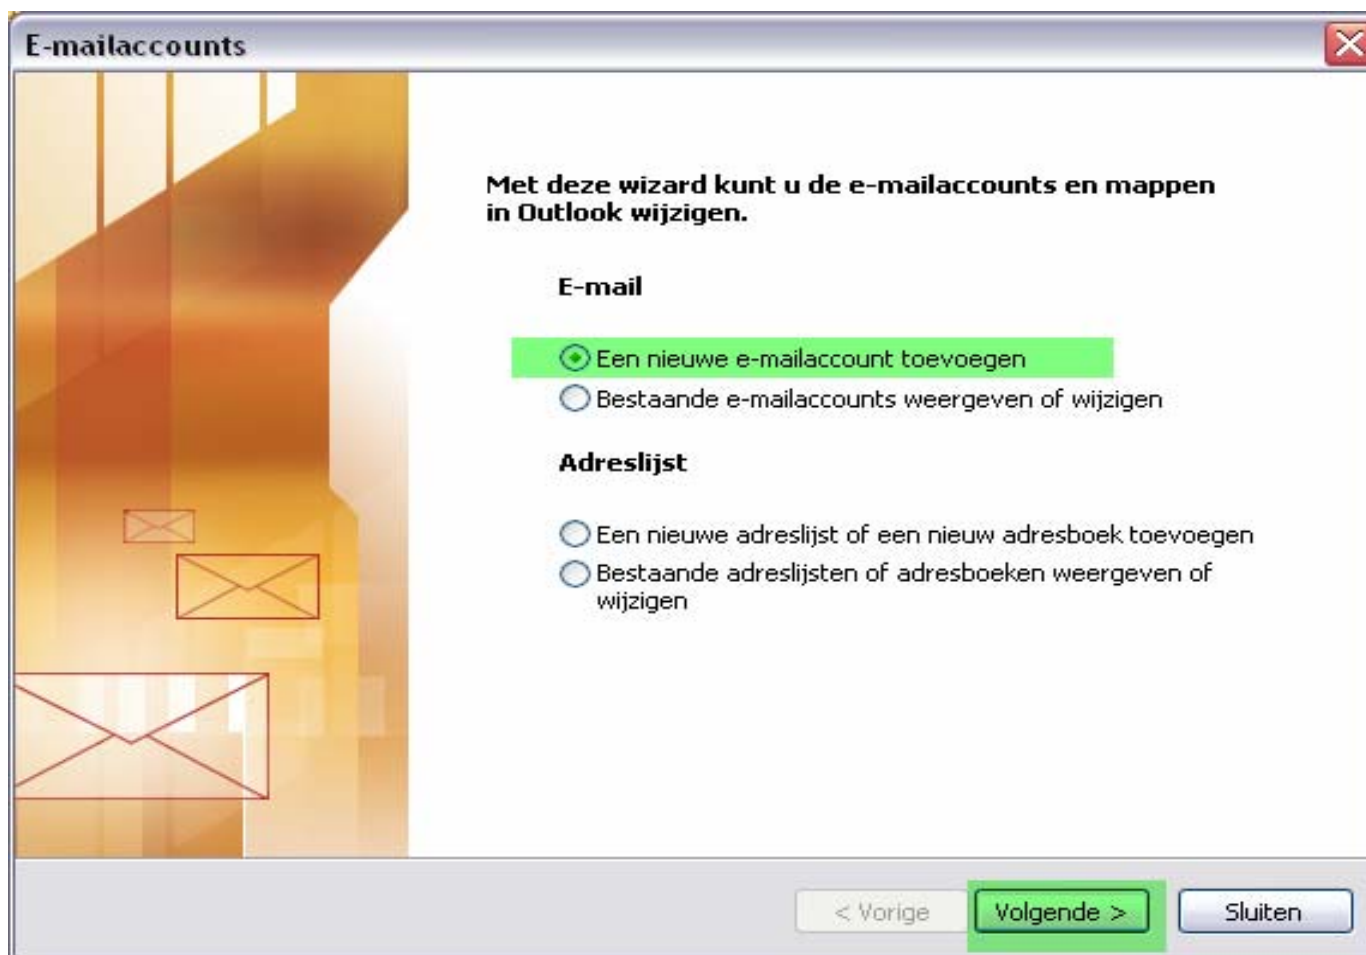 E-mailaccounts
Met deze wizard kunt u de e-mailaccounts en mappen
in Outlook wijzigen.
E-mail
Een nieuwe e-mailaccount toevoegen
Bestaande e-mailaccounts weergeven of wijzigen
Adreslijst
Een nieuwe adreslijst of een nieuw adresboek toevoegen
Bestaande adreslijsten of adresboeken weergeven of
wijzigen
< Vorige
Volgende >
Sluiten